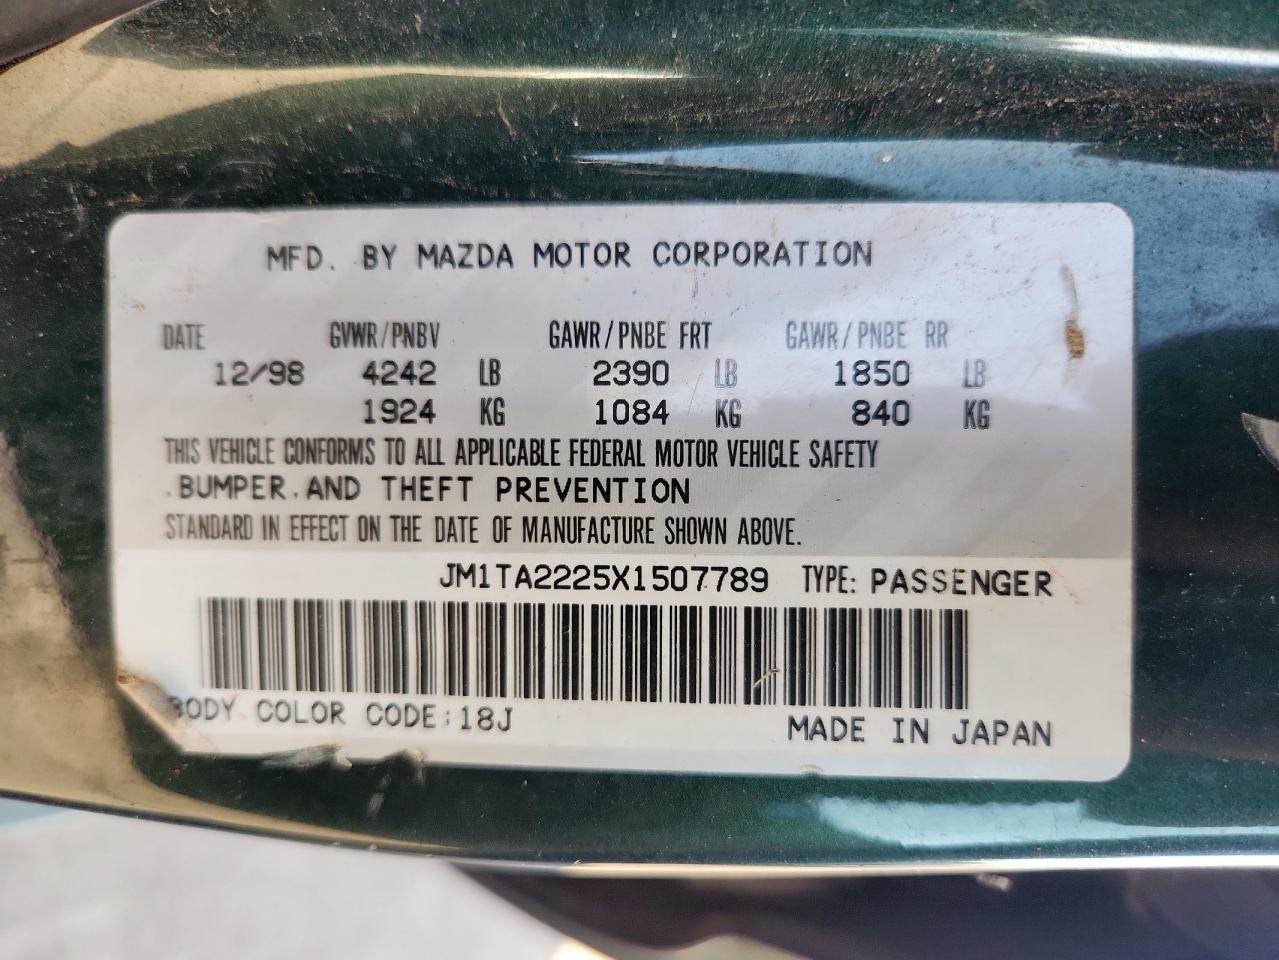 MFD. BY MAZDA MOTOR CORPORATION
DATE GVWR/PNBV GAWR/PNBE FRT GAWR/PNBE RR
12/98 4242 LB 2390 LB 1850 LB
1924 KG 1084 KG 840 KG
THIS VEHICLE CONFORMS TO ALL APPLICABLE FEDERAL MOTOR VEHICLE SAFETY
.BUMPER.AND THEFT PREVENTION
STANDARD IN EFFECT ON THE DATE OF MANUFACTURE SHOWN ABOVE.
JM1TA2225X1507789 TYPE: PASSENGER
BODY COLOR CODE:18J MADE IN JAPAN